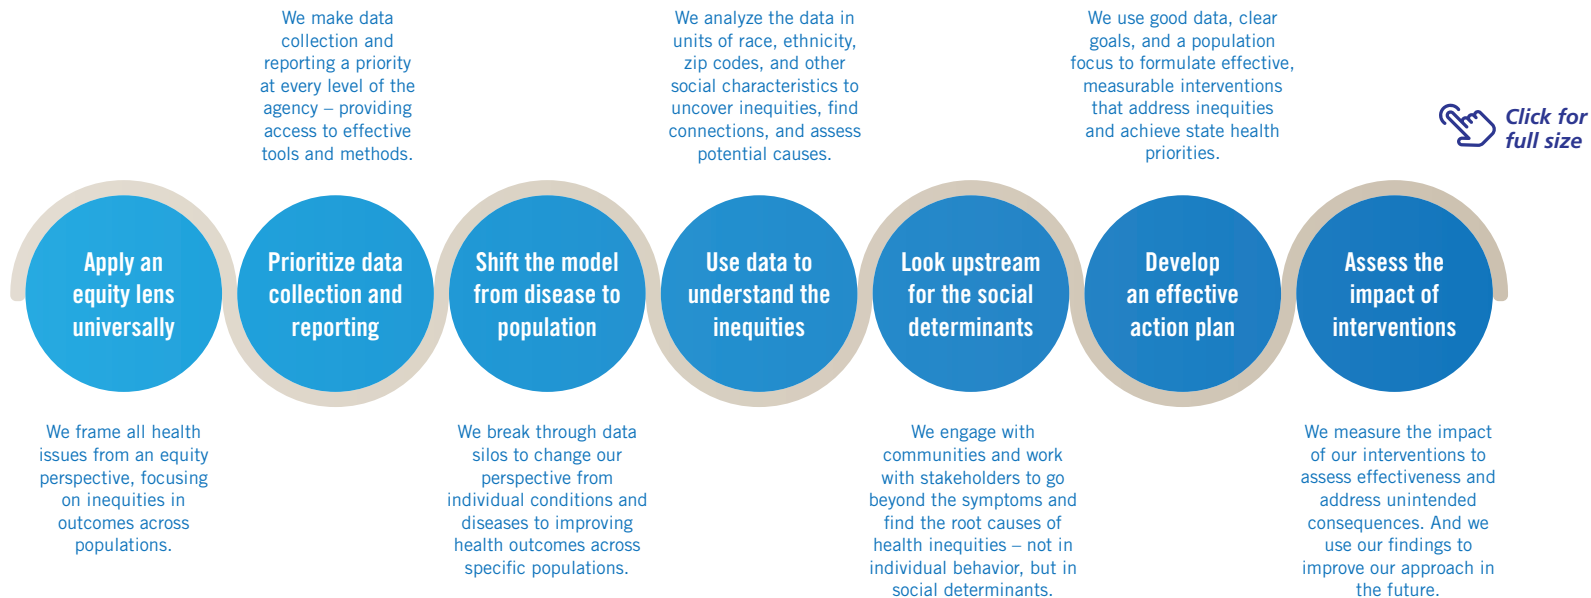 We make data
collection and
reporting a priority
at every level of the
agency – providing
access to effective
tools and methods.
We analyze the data in
units of race, ethnicity,
zip codes, and other
social characteristics to
uncover inequities, find
connections, and assess
potential causes.
We use good data, clear
goals, and a population
focus to formulate effective,
measurable interventions
that address inequities
and achieve state health
priorities.
Click for
full size
Apply an
equity lens
universally
Prioritize data
collection and
reporting
Shift the model
from disease to
population
Use data to
understand the
inequities
Look upstream
for the social
determinants
Develop
an effective
action plan
Assess the
impact of
interventions
We frame all health
issues from an equity
perspective, focusing
on inequities in
outcomes across
populations.
We break through data
silos to change our
perspective from
individual conditions and
diseases to improving
health outcomes across
specific populations.
We engage with
communities and work
with stakeholders to go
beyond the symptoms and
find the root causes of
health inequities – not in
individual behavior, but in
social determinants.
We measure the impact
of our interventions to
assess effectiveness and
address unintended
consequences. And we
use our findings to
improve our approach in
the future.